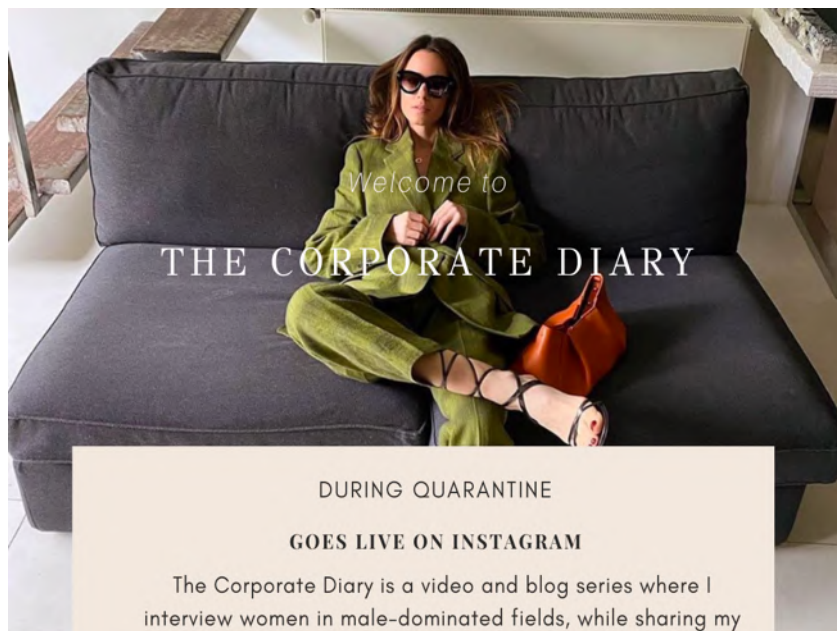 Welcome to
THE CORPORATE DIARY
DURING QUARANTINE
GOES LIVE ON INSTAGRAM
The Corporate Diary is a video and blog series where I
interview women in male-dominated fields, while sharing my